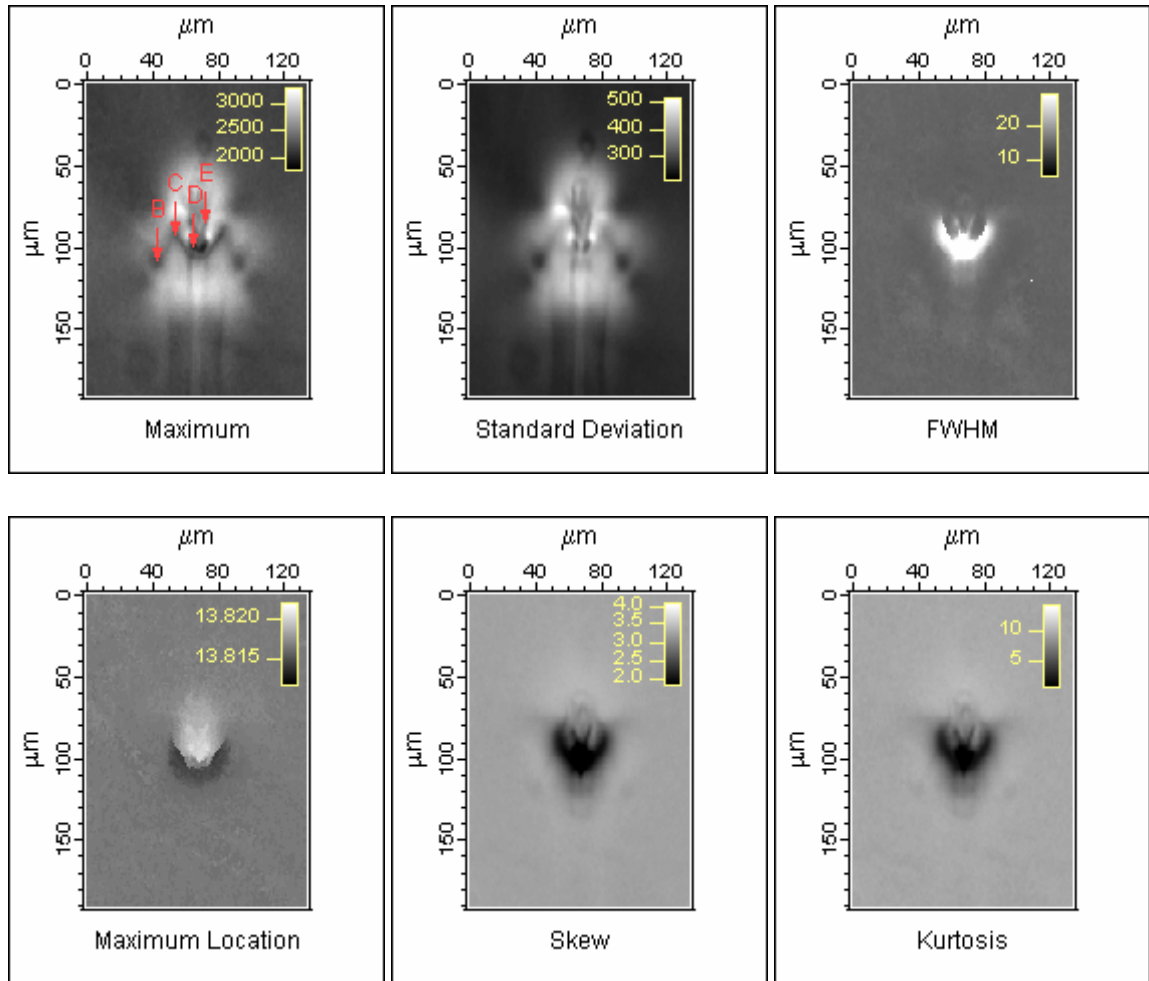 μm
0 40 80 120
μm
0
50
100
150
3000
2500
2000
B
C
D
E
Maximum
μm
0 40 80 120
μm
0
50
100
150
500
400
300
Standard Deviation
μm
0 40 80 120
μm
0
50
100
150
20
10
FWHM
μm
0 40 80 120
μm
0
50
100
150
13.820
13.815
Maximum Location
μm
0 40 80 120
μm
0
50
100
150
4.0
3.5
3.0
2.5
2.0
Skew
μm
0 40 80 120
μm
0
50
100
150
10
5
Kurtosis